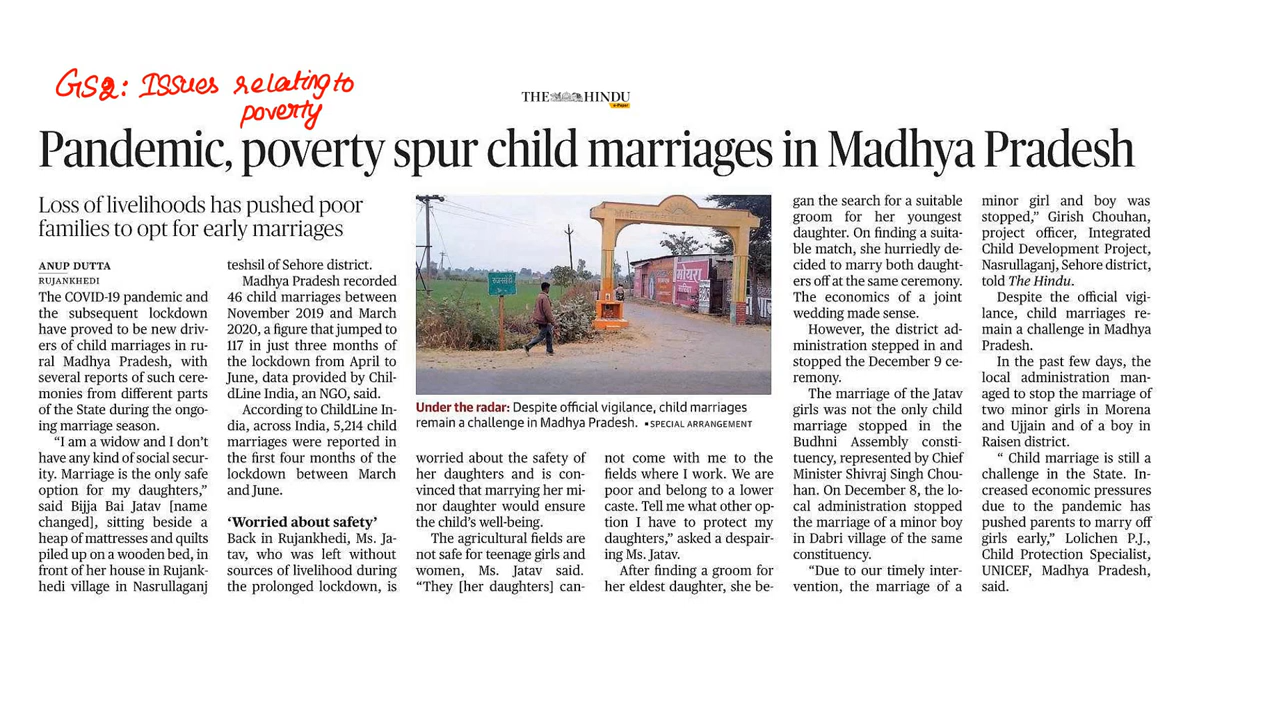 GS2: Issues relating to
poverty
THE HINDU
e-Paper
Pandemic, poverty spur child marriages in Madhya Pradesh
Loss of livelihoods has pushed poor
families to opt for early marriages
ANUP DUTTA
RUJANKHEDI
The COVID-19 pandemic and
the subsequent lockdown
have proved to be new driv-
ers of child marriages in ru-
ral Madhya Pradesh, with
several reports of such cere-
monies from different parts
of the State during the ongo-
ing marriage season.
“I am a widow and I don’t
have any kind of social secur-
ity. Marriage is the only safe
option for my daughters,”
said Bijja Bai Jatav [name
changed], sitting beside a
heap of mattresses and quilts
piled up on a wooden bed, in
front of her house in Rujank-
hedi village in Nasrullaganj
teshsil of Sehore district.
Madhya Pradesh recorded
46 child marriages between
November 2019 and March
2020, a figure that jumped to
117 in just three months of
the lockdown from April to
June, data provided by Chil-
dLine India, an NGO, said.
According to ChildLine In-
dia, across India, 5,214 child
marriages were reported in
the first four months of the
lockdown between March
and June.
‘Worried about safety’
Back in Rujankhedi, Ms. Ja-
tav, who was left without
sources of livelihood during
the prolonged lockdown, is
Under the radar: Despite official vigilance, child marriages
remain a challenge in Madhya Pradesh. ▪SPECIAL ARRANGEMENT
worried about the safety of
her daughters and is con-
vinced that marrying her mi-
nor daughter would ensure
the child’s well-being.
The agricultural fields are
not safe for teenage girls and
women, Ms. Jatav said.
“They [her daughters] can-
not come with me to the
fields where I work. We are
poor and belong to a lower
caste. Tell me what other op-
tion I have to protect my
daughters,” asked a despair-
ing Ms. Jatav.
After finding a groom for
her eldest daughter, she be-
gan the search for a suitable
groom for her youngest
daughter. On finding a suita-
ble match, she hurriedly de-
cided to marry both daught-
ers off at the same ceremony.
The economics of a joint
wedding made sense.
However, the district ad-
ministration stepped in and
stopped the December 9 ce-
remony.
The marriage of the Jatav
girls was not the only child
marriage stopped in the
Budhni Assembly consti-
tuency, represented by Chief
Minister Shivraj Singh Chou-
han. On December 8, the lo-
cal administration stopped
the marriage of a minor boy
in Dabri village of the same
constituency.
“Due to our timely inter-
vention, the marriage of a
minor girl and boy was
stopped,” Girish Chouhan,
project officer, Integrated
Child Development Project,
Nasrullaganj, Sehore district,
told The Hindu.
Despite the official vigi-
lance, child marriages re-
main a challenge in Madhya
Pradesh.
In the past few days, the
local administration man-
aged to stop the marriage of
two minor girls in Morena
and Ujjain and of a boy in
Raisen district.
“ Child marriage is still a
challenge in the State. In-
creased economic pressures
due to the pandemic has
pushed parents to marry off
girls early,” Lolichen P.J.,
Child Protection Specialist,
UNICEF, Madhya Pradesh,
said.